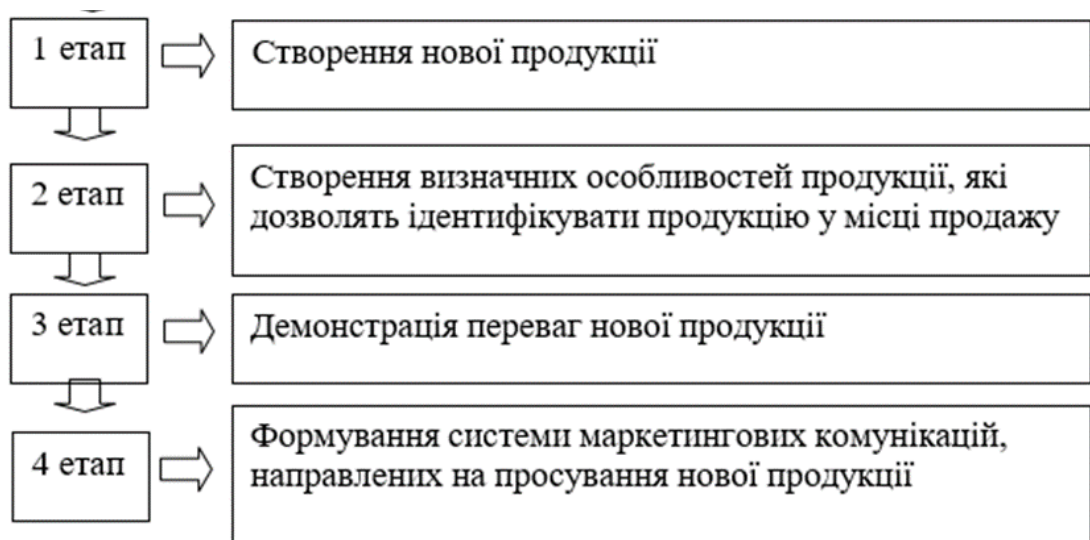 1 етап
Створення нової продукції
2 етап
Створення визначних особливостей продукції, які
дозволять ідентифікувати продукцію у місці продажу
3 етап
Демонстрація переваг нової продукції
4 етап
Формування системи маркетингових комунікацій,
направлених на просування нової продукції